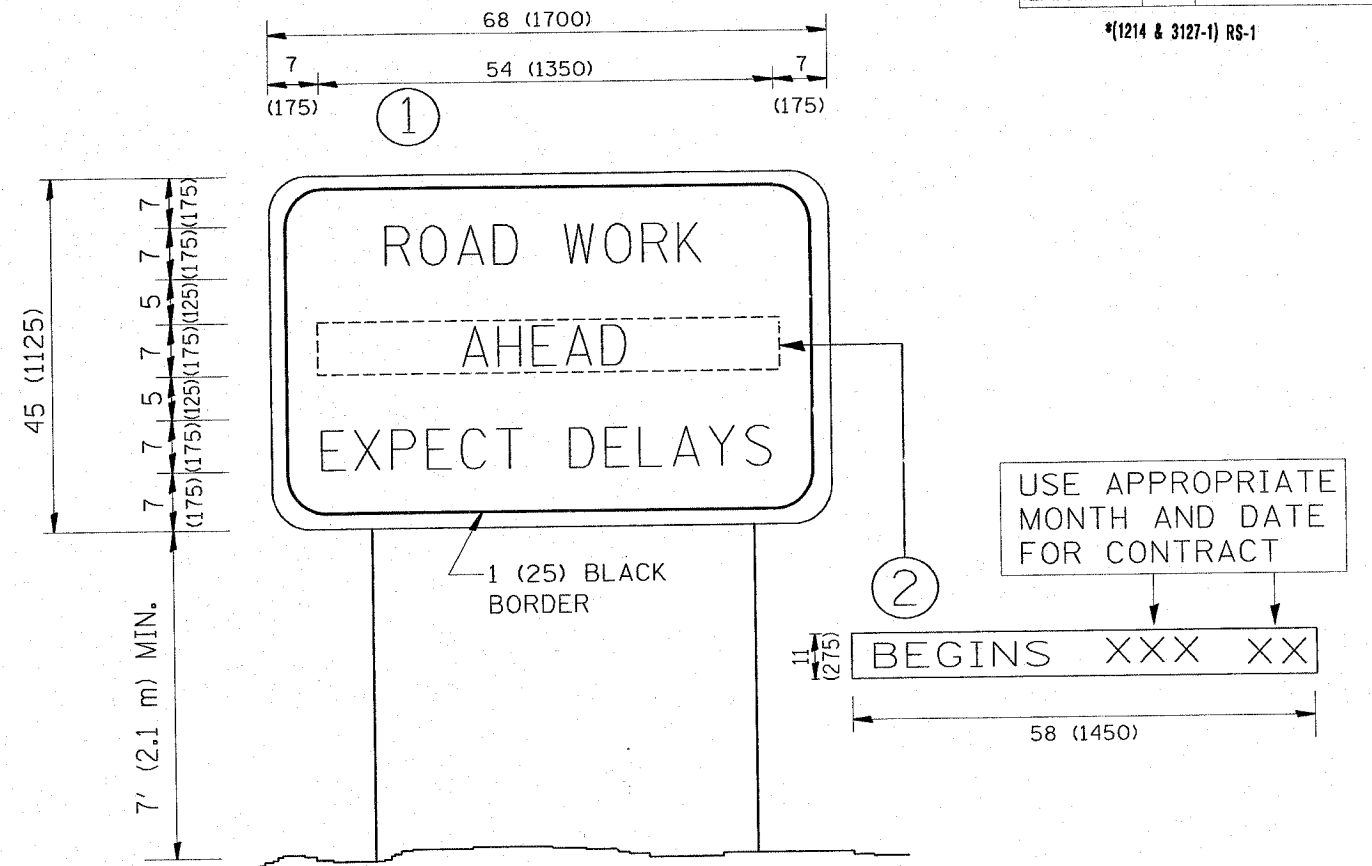 *(1214 & 3127-1) RS-1
68 (1700)
7
54 (1350)
7
(175)
(175)
1
45 (1125)
7 (175)
7 (175)
5 (125)
7 (175)
5 (125)
7 (175)
7 (175)
ROAD WORK
AHEAD
EXPECT DELAYS
1 (25) BLACK
BORDER
7' (2.1 m) MIN.
2
USE APPROPRIATE
MONTH AND DATE
FOR CONTRACT
11
(275)
BEGINS XXX XX
58 (1450)